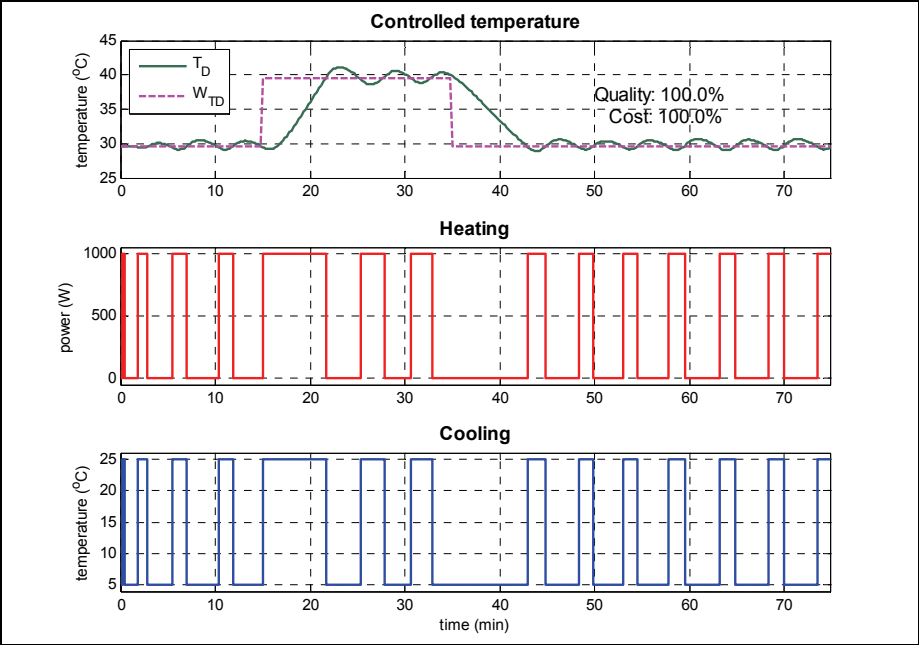 Controlled temperature
temperature (°C)
45
40
35
30
25
T_D
W_TD
Quality: 100.0%
Cost: 100.0%
0 10 20 30 40 50 60 70
Heating
power (W)
1000
500
0
0 10 20 30 40 50 60 70
Cooling
temperature (°C)
25
20
15
10
5
0 10 20 30 40 50 60 70
time (min)